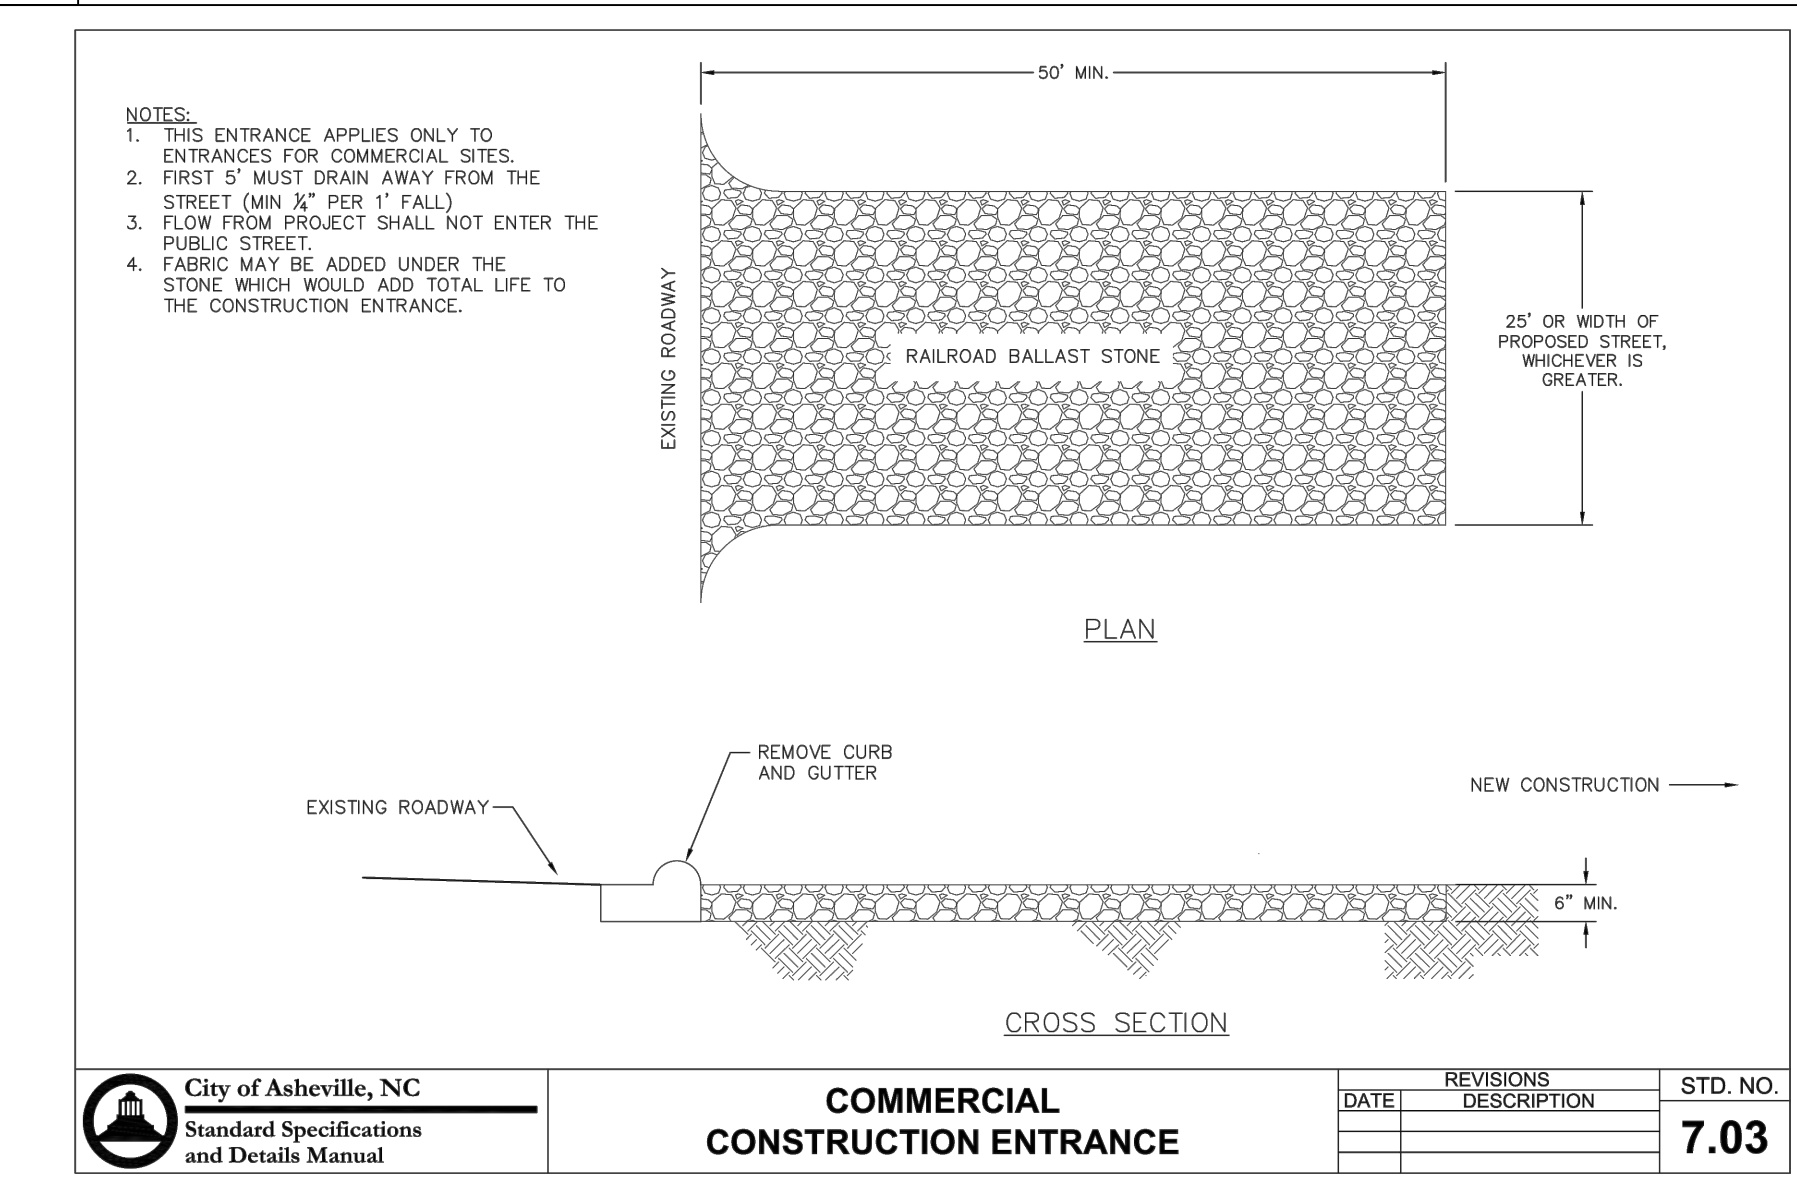 50' MIN.
NOTES:
1. THIS ENTRANCE APPLIES ONLY TO
ENTRANCES FOR COMMERCIAL SITES.
2. FIRST 5' MUST DRAIN AWAY FROM THE
STREET (MIN ¼" PER 1' FALL)
3. FLOW FROM PROJECT SHALL NOT ENTER THE
PUBLIC STREET.
4. FABRIC MAY BE ADDED UNDER THE
STONE WHICH WOULD ADD TOTAL LIFE TO
THE CONSTRUCTION ENTRANCE.
EXISTING ROADWAY
RAILROAD BALLAST STONE
25' OR WIDTH OF
PROPOSED STREET,
WHICHEVER IS
GREATER.
PLAN
REMOVE CURB
AND GUTTER
EXISTING ROADWAY
NEW CONSTRUCTION
6" MIN.
CROSS SECTION
City of Asheville, NC
Standard Specifications
and Details Manual
COMMERCIAL
CONSTRUCTION ENTRANCE
REVISIONS
DATE DESCRIPTION
STD. NO.
7.03